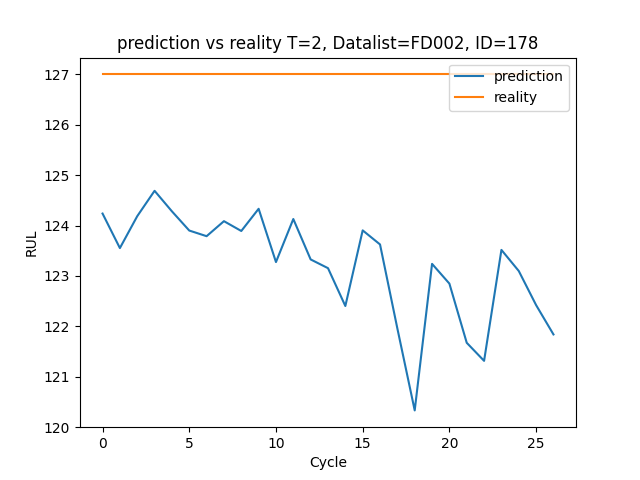 prediction vs reality T=2, Datalist=FD002, ID=178
127
126
125
124
123
122
121
120
RUL
prediction
reality
0 5 10 15 20 25
Cycle